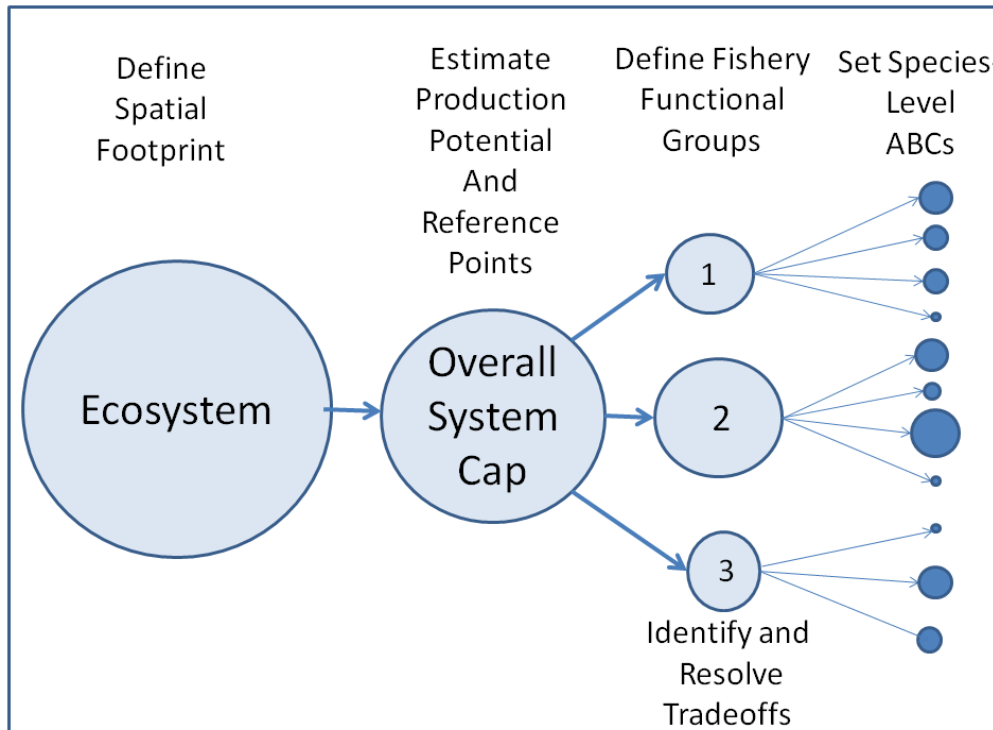 Define
Spatial
Footprint
Estimate
Production
Potential
And
Reference
Points
Define Fishery
Functional
Groups
Set Species-
Level
ABCs
Ecosystem
Overall
System
Cap
1
2
3
Identify and
Resolve
Tradeoffs